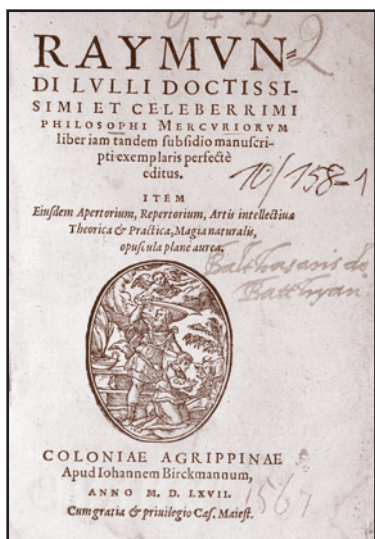 RAYMVN=
DI LVLLI DOCTISSI-
SIMI ET CELEBERRIMI
PHILOSOPHI MERCVRIORVM
liber iam tandem ſubſidio manuſcri-
pti exemplaris perfectè
editus.
10/158-1
ITEM
Eiuſdem Apertorium, Repertorium, Artis intellectiua
Theorica & Practica, Magia naturalis,
opuſcula planè aurea.
Balthasaris de
Batthyan
COLONIAE AGRIPPINAE
Apud Iohannem Birckmannum,
ANNO M. D. LXVII.
1567
Cum gratia & priuilegio Cæſ. Maieſt.